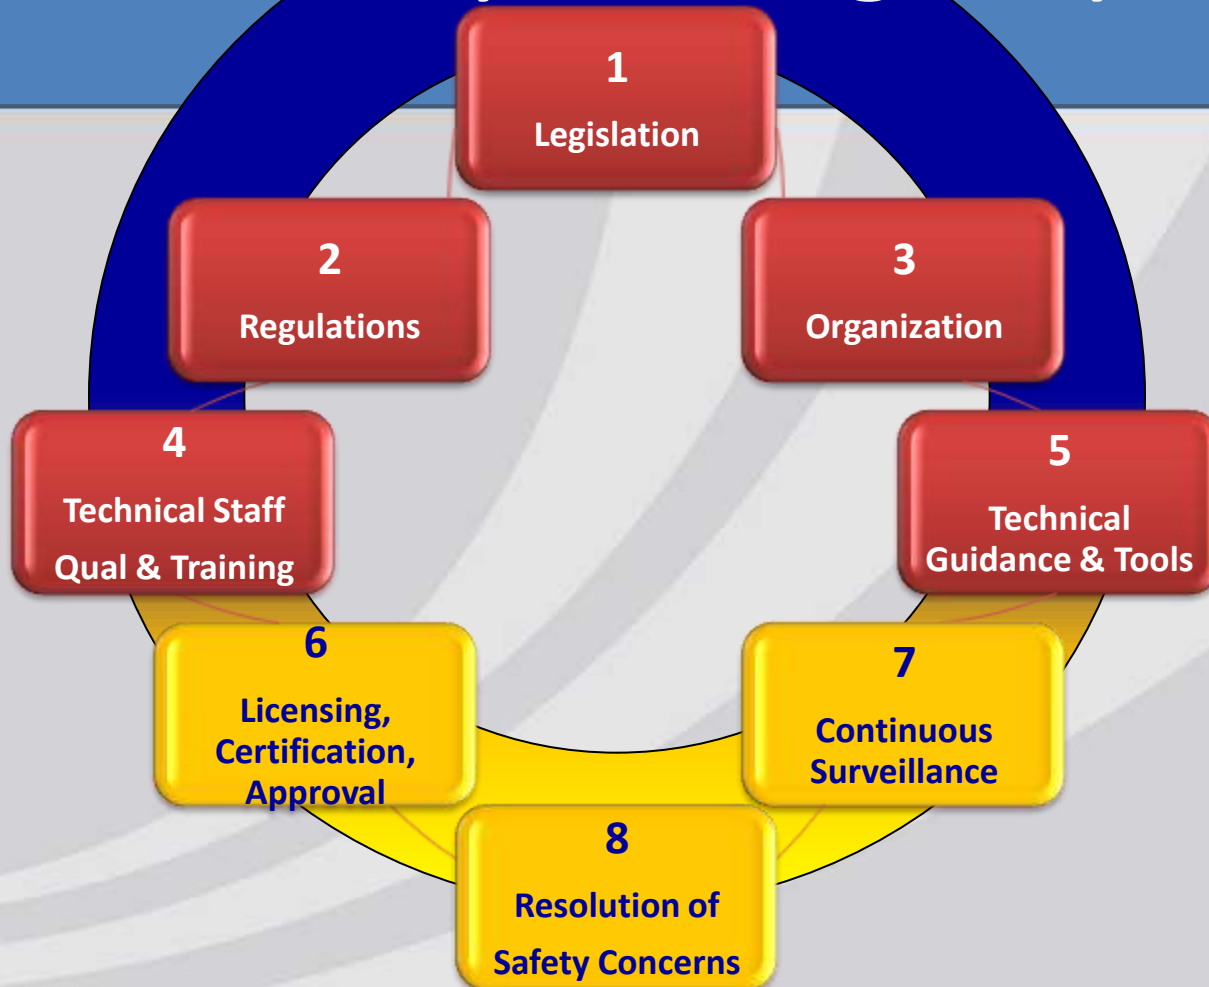 1
Legislation
2
Regulations
3
Organization
4
Technical Staff
Qual & Training
5
Technical
Guidance & Tools
6
Licensing,
Certification,
Approval
7
Continuous
Surveillance
8
Resolution of
Safety Concerns